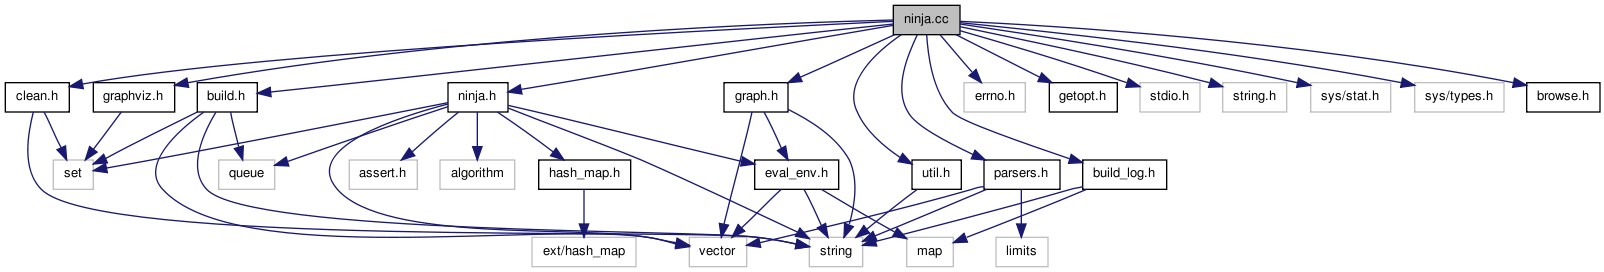 ninja.cc
clean.h
graphviz.h
build.h
ninja.h
graph.h
errno.h
getopt.h
stdio.h
string.h
sys/stat.h
sys/types.h
browse.h
set
queue
assert.h
algorithm
hash_map.h
eval_env.h
util.h
parsers.h
build_log.h
ext/hash_map
vector
string
map
limits